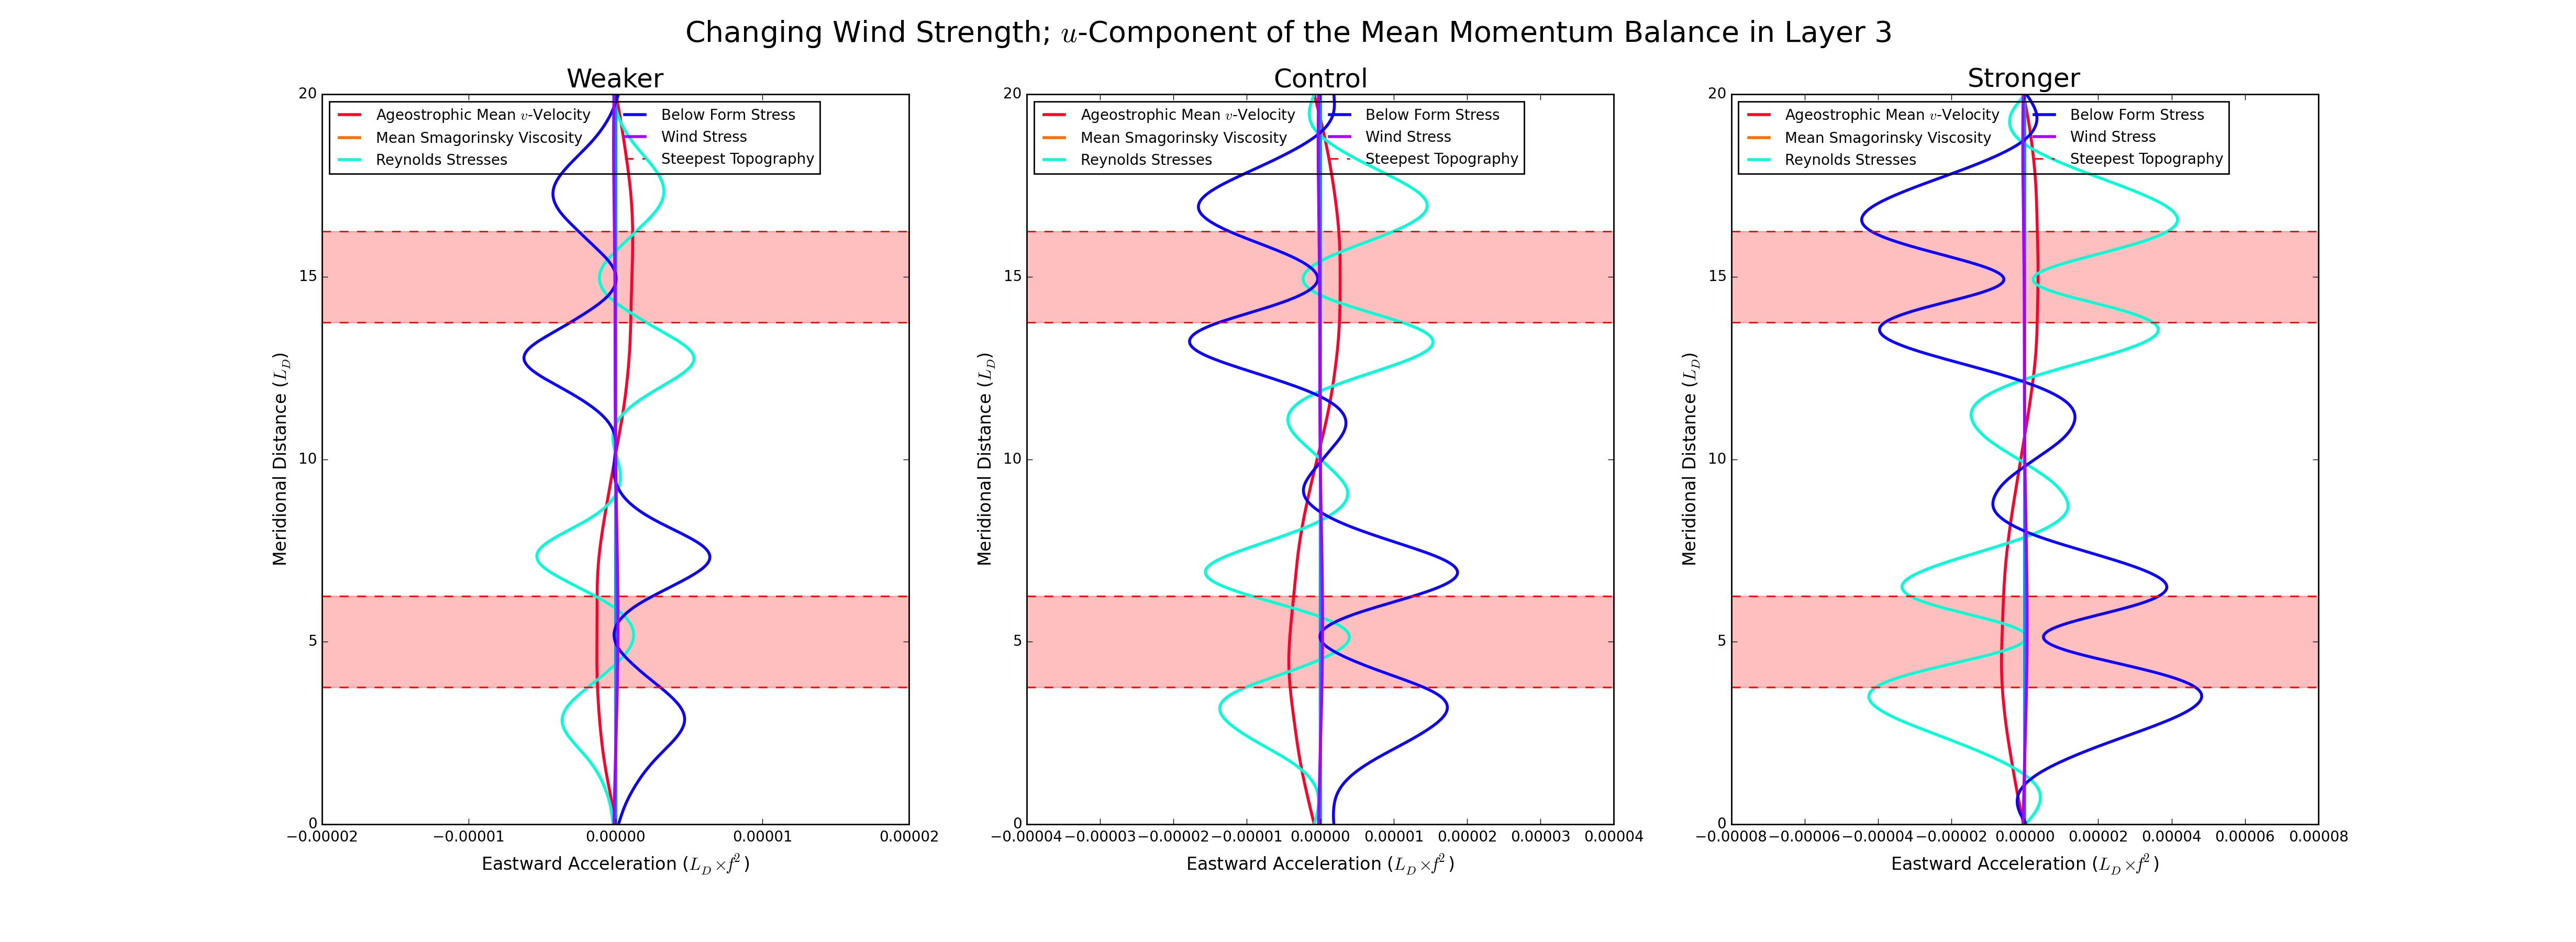 Changing Wind Strength; u-Component of the Mean Momentum Balance in Layer 3
Weaker
20
15
10
5
0
Meridional Distance (L_D)
Ageostrophic Mean v-Velocity
Mean Smagorinsky Viscosity
Reynolds Stresses
Below Form Stress
Wind Stress
Steepest Topography
−0.00002 −0.00001 0.00000 0.00001 0.00002
Eastward Acceleration (L_D×f²)
Control
20
15
10
5
0
Meridional Distance (L_D)
Ageostrophic Mean v-Velocity
Mean Smagorinsky Viscosity
Reynolds Stresses
Below Form Stress
Wind Stress
Steepest Topography
−0.00004 −0.00003 −0.00002 −0.00001 0.00000 0.00001 0.00002 0.00003 0.00004
Eastward Acceleration (L_D×f²)
Stronger
20
15
10
5
0
Meridional Distance (L_D)
Ageostrophic Mean v-Velocity
Mean Smagorinsky Viscosity
Reynolds Stresses
Below Form Stress
Wind Stress
Steepest Topography
−0.00008 −0.00006 −0.00004 −0.00002 0.00000 0.00002 0.00004 0.00006 0.00008
Eastward Acceleration (L_D×f²)